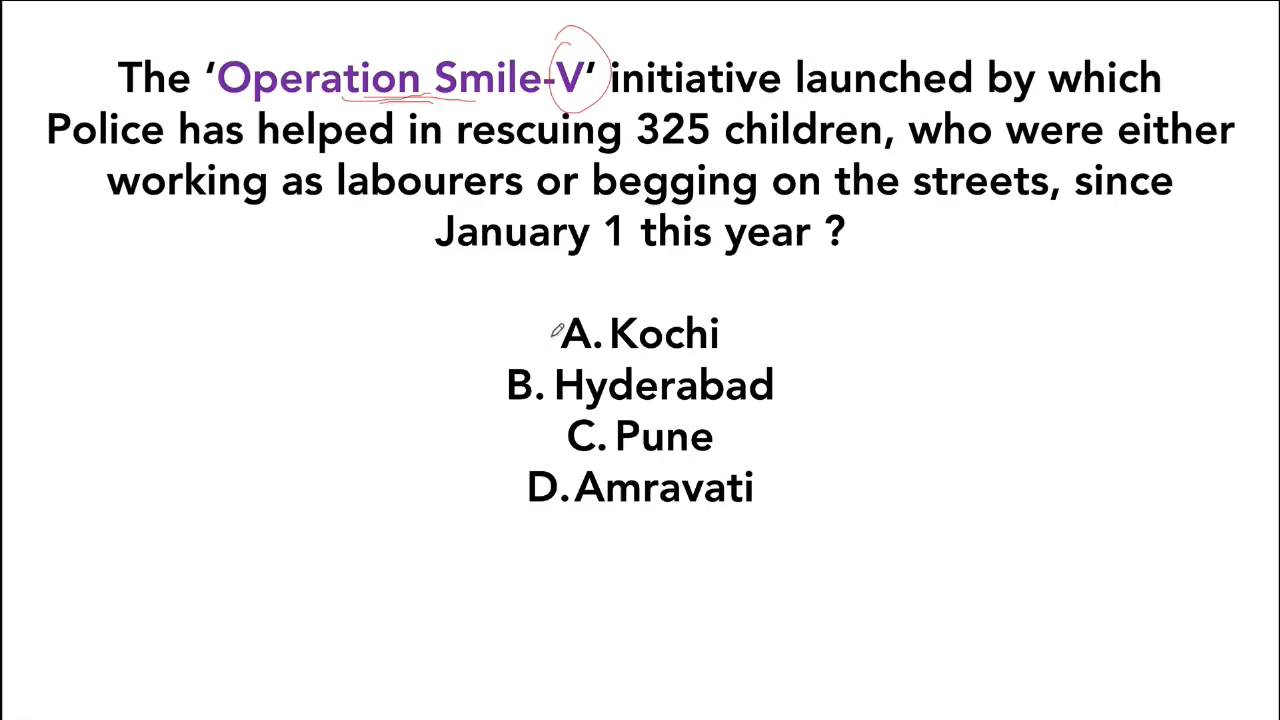 The ‘Operation Smile-V’ initiative launched by which
Police has helped in rescuing 325 children, who were either
working as labourers or begging on the streets, since
January 1 this year ?
A. Kochi
B. Hyderabad
C. Pune
D. Amravati